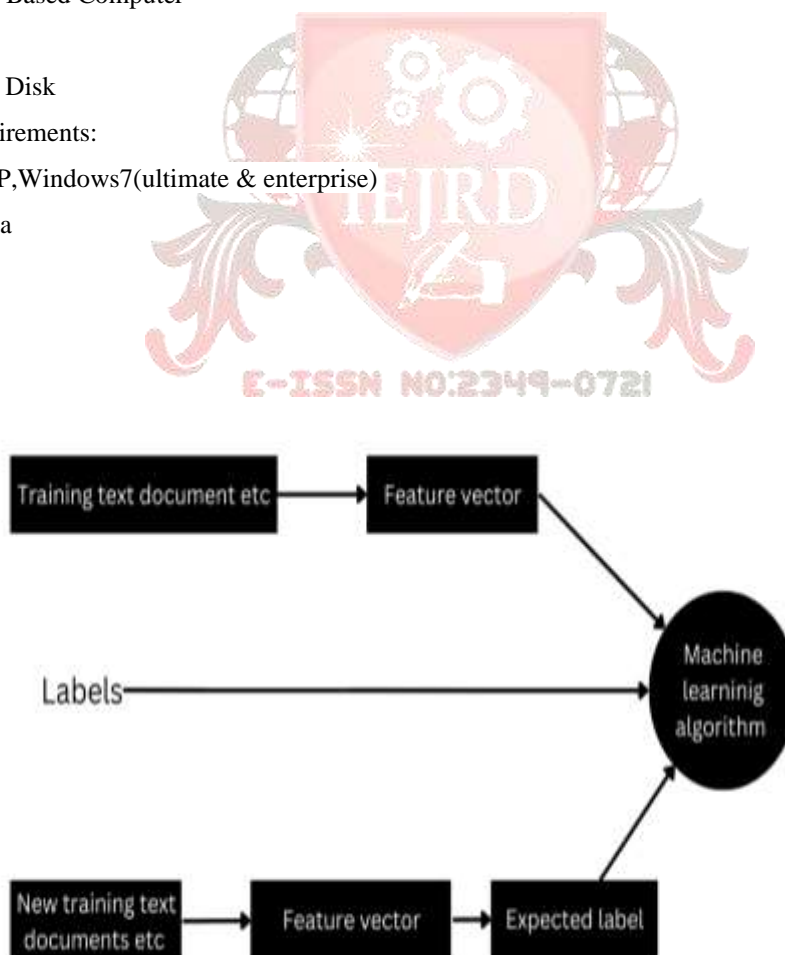 Based Computer
Disk
irements:
P,Windows7(ultimate & enterprise)
a
IEJRD
E-ISSN NO:2349-0721
Training text document etc
Feature vector
Labels
Machine
learninig
algorithm
New training text
documents etc
Feature vector
Expected label